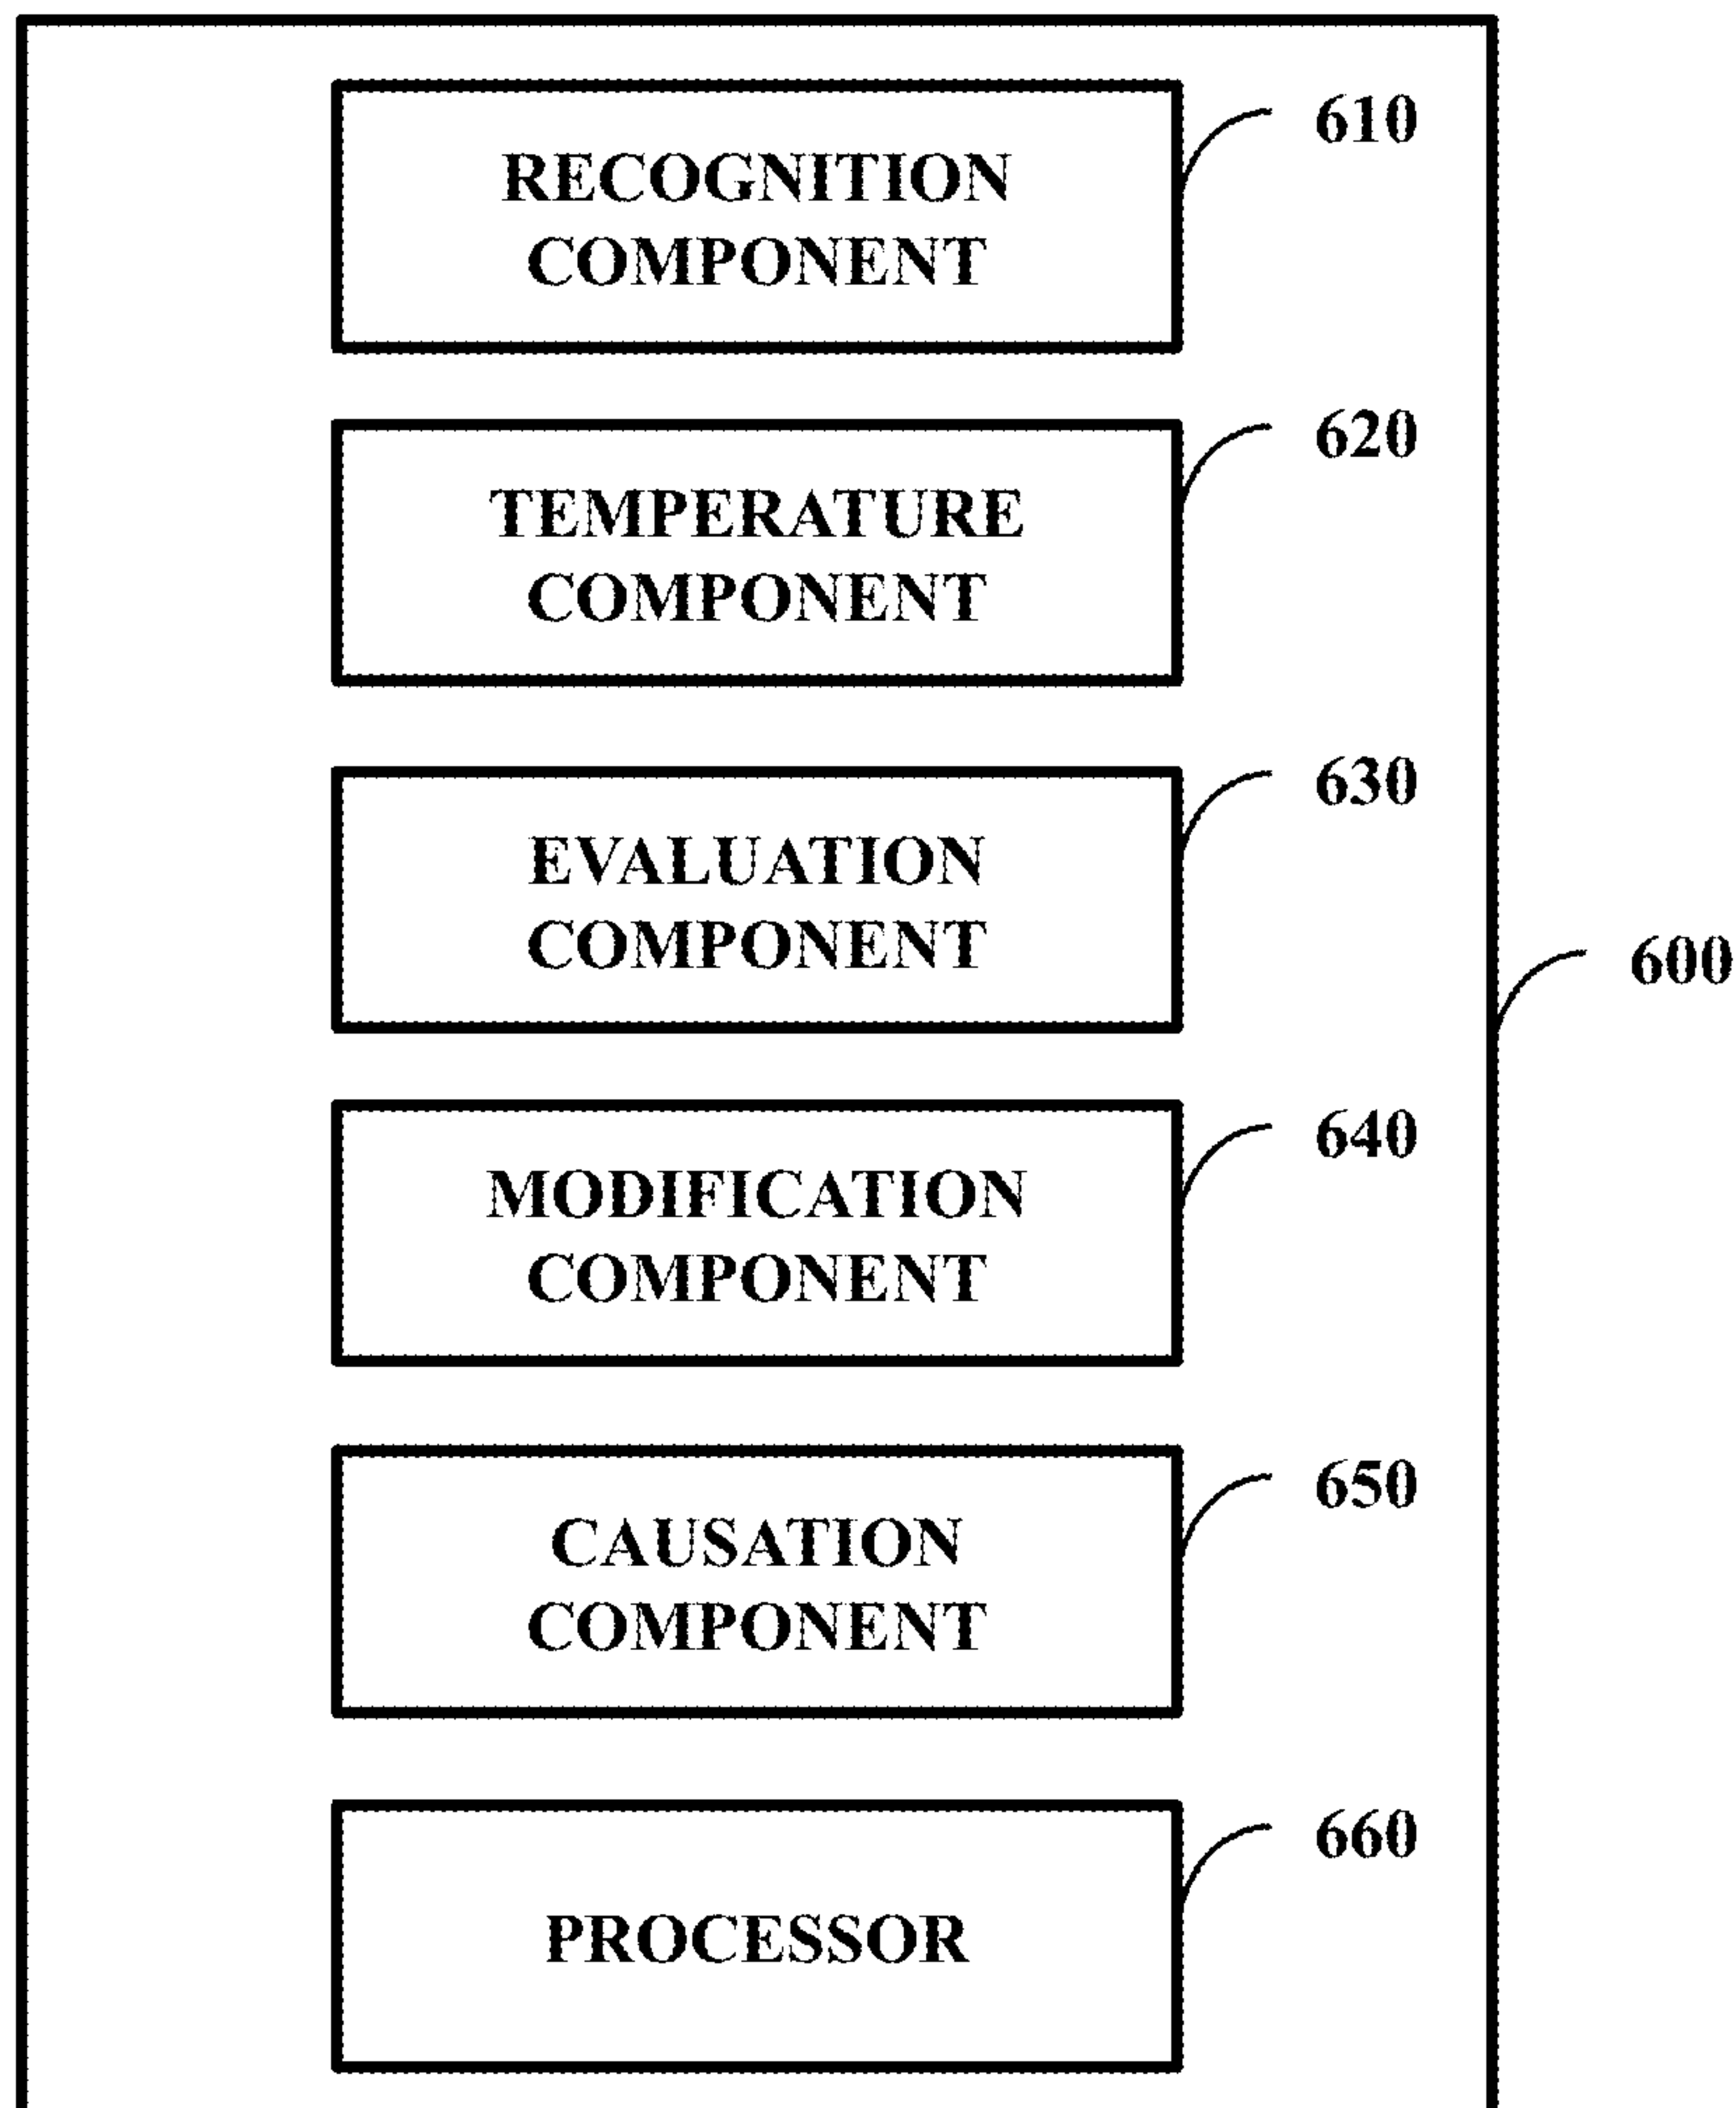 610
RECOGNITION
COMPONENT
620
TEMPERATURE
COMPONENT
630
EVALUATION
COMPONENT
600
640
MODIFICATION
COMPONENT
650
CAUSATION
COMPONENT
660
PROCESSOR